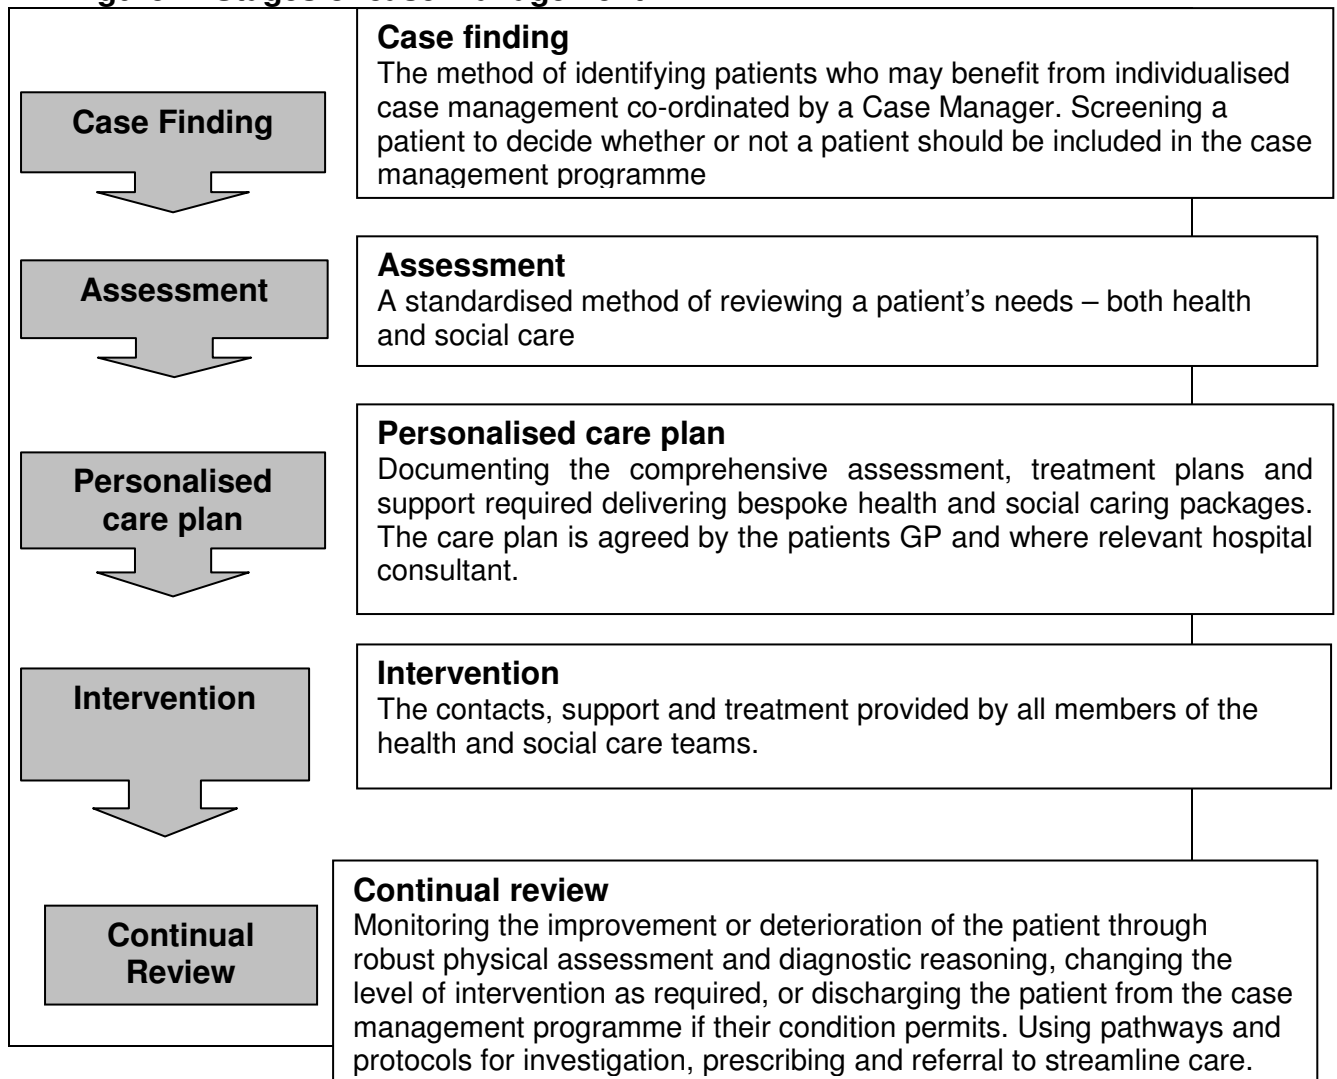 Case Finding
Case finding
The method of identifying patients who may benefit from individualised
case management co-ordinated by a Case Manager. Screening a
patient to decide whether or not a patient should be included in the case
management programme
Assessment
Assessment
A standardised method of reviewing a patient's needs – both health
and social care
Personalised
care plan
Personalised care plan
Documenting the comprehensive assessment, treatment plans and
support required delivering bespoke health and social caring packages.
The care plan is agreed by the patients GP and where relevant hospital
consultant.
Intervention
Intervention
The contacts, support and treatment provided by all members of the
health and social care teams.
Continual
Review
Continual review
Monitoring the improvement or deterioration of the patient through
robust physical assessment and diagnostic reasoning, changing the
level of intervention as required, or discharging the patient from the case
management programme if their condition permits. Using pathways and
protocols for investigation, prescribing and referral to streamline care.